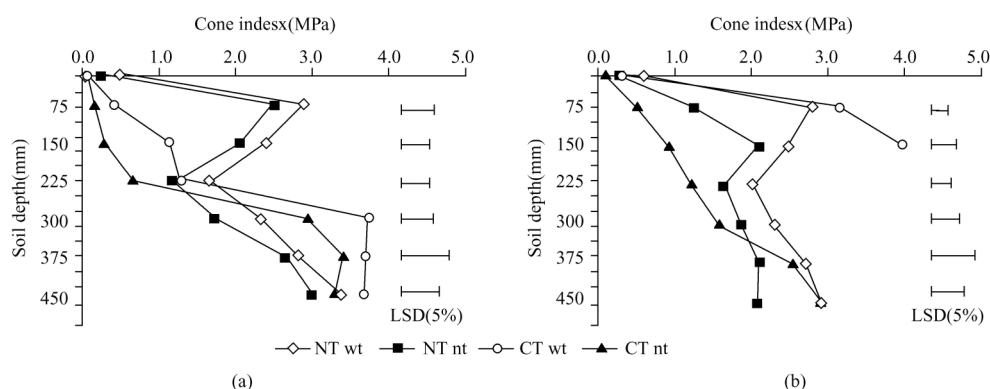 Cone indesx(MPa)
0.0 1.0 2.0 3.0 4.0 5.0
Soil depth(mm)
75
150
225
300
375
450
LSD(5%)
Cone indesx(MPa)
0.0 1.0 2.0 3.0 4.0 5.0
Soil depth(mm)
75
150
225
300
375
450
LSD(5%)
NT wt NT nt CT wt CT nt
(a) (b)